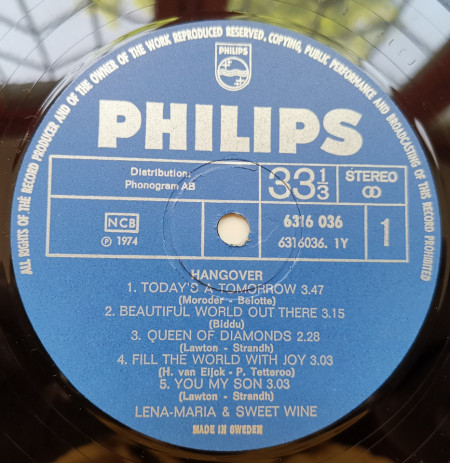 ALL RIGHTS OF THE RECORD PRODUCER AND OF THE OWNER OF THE WORK REPRODUCED RESERVED, COPYING, PUBLIC PERFORMANCE AND BROADCASTING OF THIS RECORD PROHIBITED
PHILIPS
PHILIPS
Distribution:
Phonogram AB
33 1/3
STEREO
NCB
Ⓟ 1974
6316 036
6316036. 1Y
1
HANGOVER
1. TODAY'S A TOMORROW 3.47
(Moroder - Belotte)
2. BEAUTIFUL WORLD OUT THERE 3.15
(Biddu)
3. QUEEN OF DIAMONDS 2.28
(Lawton - Strandh)
4. FILL THE WORLD WITH JOY 3.03
(H. van Eijck - P. Tetteroo)
5. YOU MY SON 3.03
(Lawton - Strandh)
LENA-MARIA & SWEET WINE
MADE IN SWEDEN